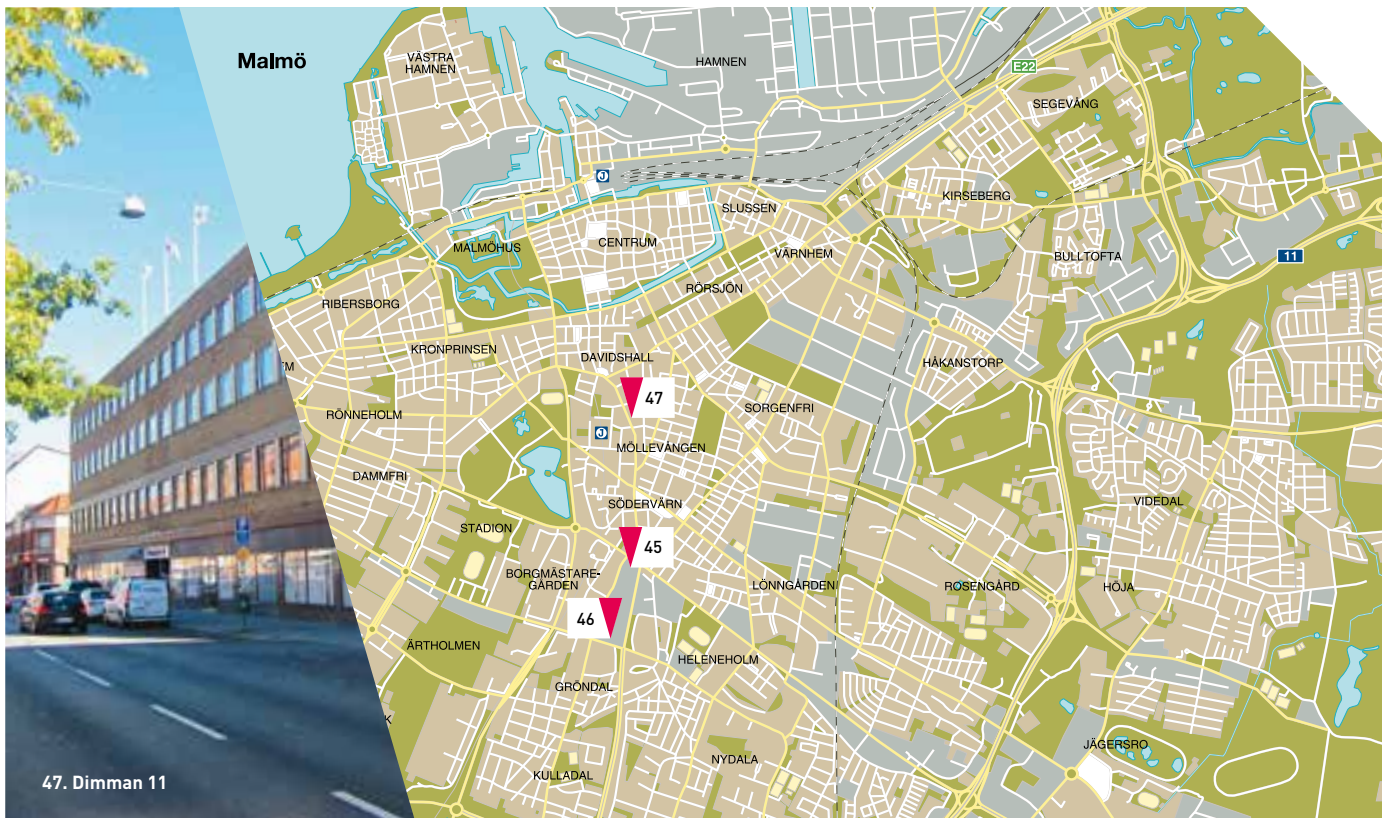 Malmö
VÄSTRA
HAMNEN
HAMNEN
E22
SEGEVÅNG
KIRSEBERG
SLUSSEN
CENTRUM
MALMÖHUS
VÄRNHEM
BULLTOFTA
11
RÖRSJÖN
RIBERSBORG
KRONPRINSEN
DAVIDSHALL
HÅKANSTORP
47
SORGENFRI
RÖNNEHOLM
MÖLLEVÅNGEN
DAMMFRI
SÖDERVÄRN
VIDEDAL
STADION
45
BORGMÄSTARE-
GÅRDEN
LÖNNGÅRDEN
ROSENGÅRD
HÖJA
46
ÄRTHOLMEN
HELENEHOLM
GRÖNDAL
JÄGERSRO
NYDALA
KULLADAL
47. Dimman 11